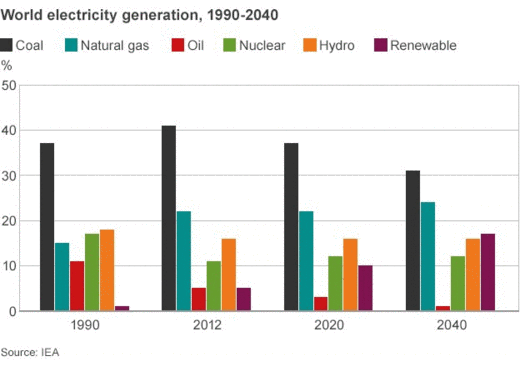 World electricity generation, 1990-2040
Coal Natural gas Oil Nuclear Hydro Renewable
%
50
40
30
20
10
0
1990 2012 2020 2040
Source: IEA